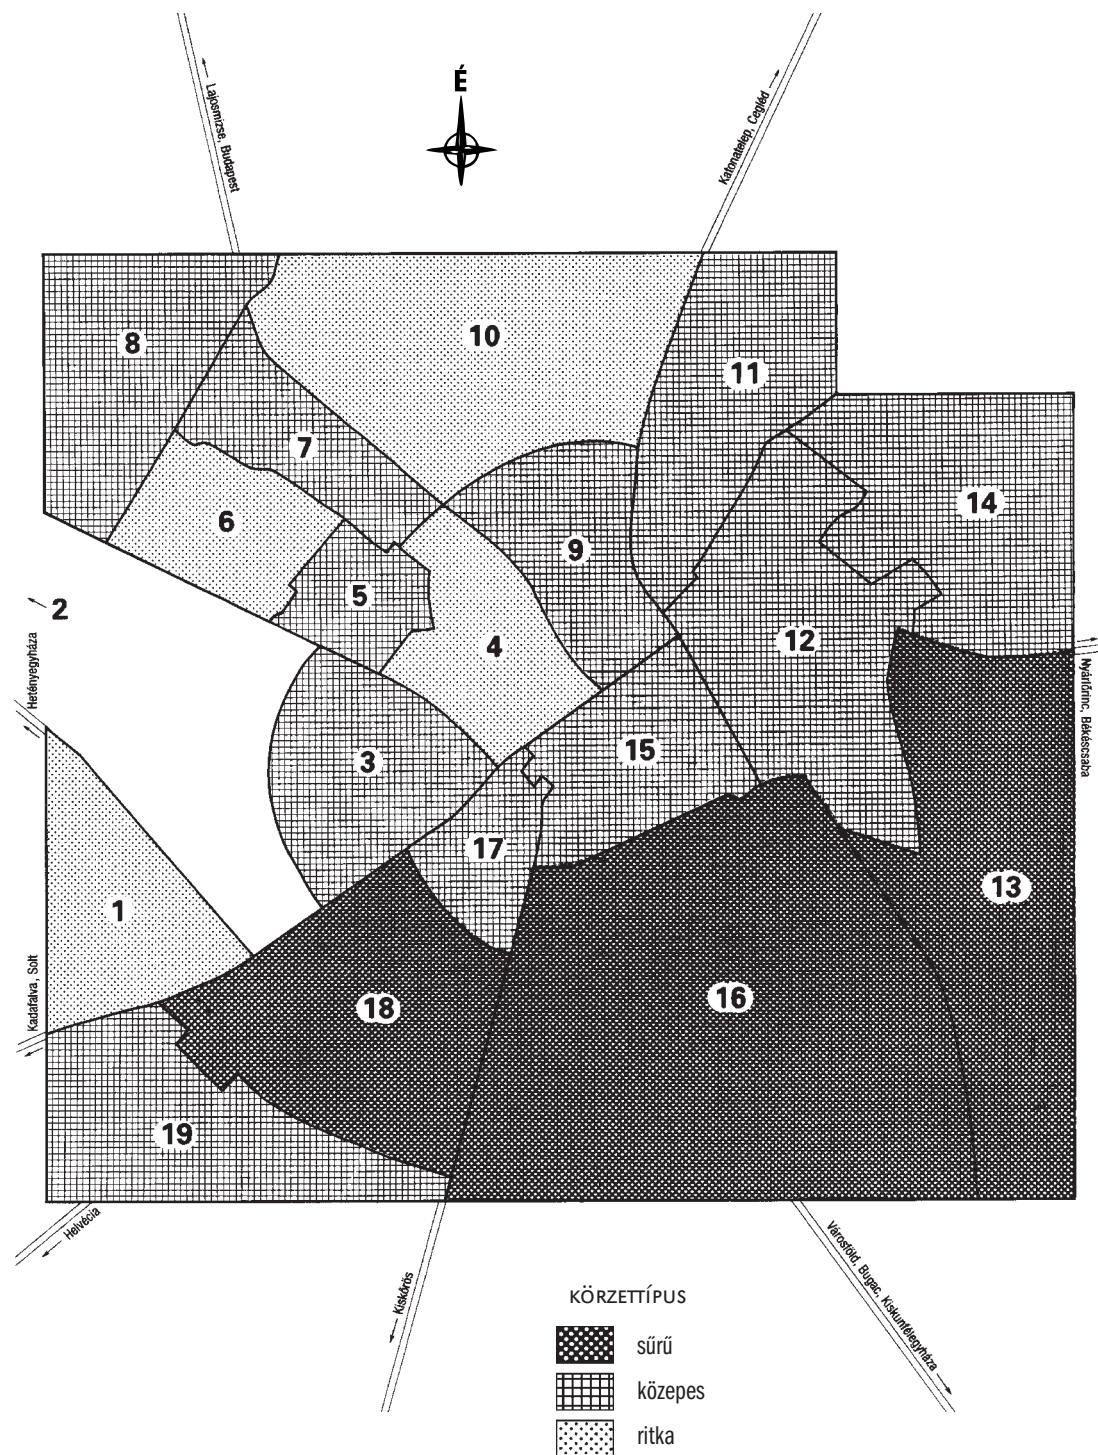 Lajosmizse, Budapest
É
Katonatelep, Cegléd
8
10
11
7
14
6
9
5
2
12
4
Hetényegyháza
Nyárlőrinc, Békéscsaba
3
15
17
13
1
Kadafalva, Solt
18
16
19
Helvécia
Kiskőrös
Városföld, Bugac, Kiskunfélegyháza
KÖRZETTÍPUS
sűrű
közepes
ritka